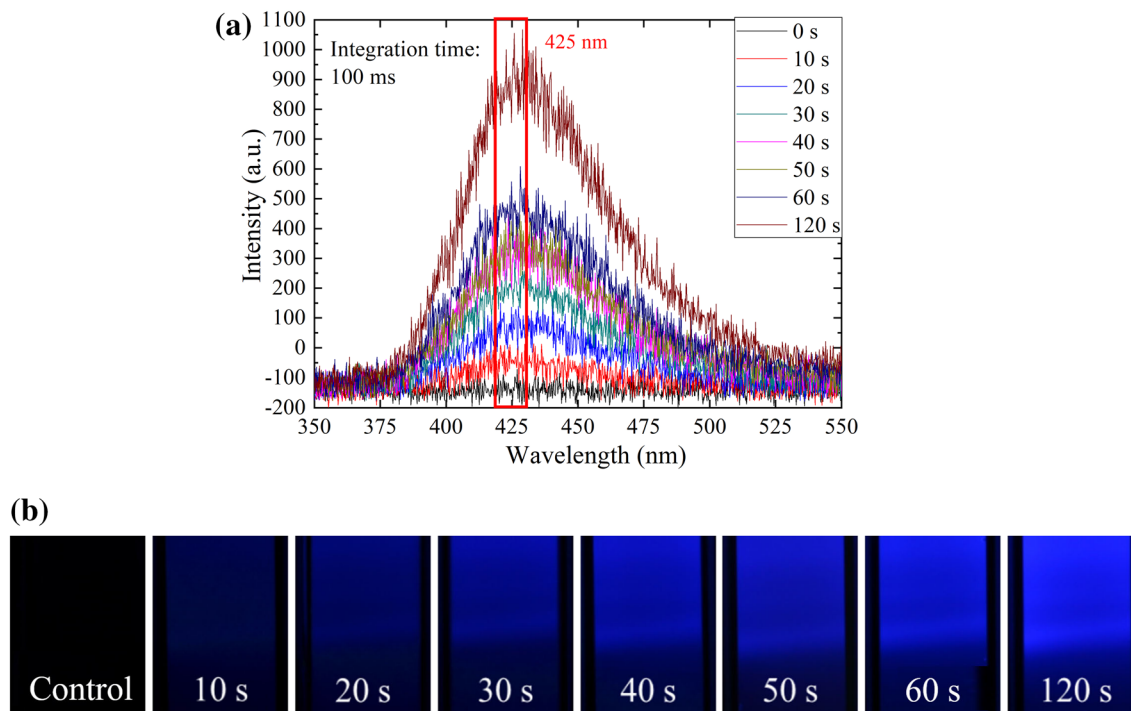 (a)
Integration time:
100 ms
425 nm
0 s
10 s
20 s
30 s
40 s
50 s
60 s
120 s
Intensity (a.u.)
1100
1000
900
800
700
600
500
400
300
200
100
0
-100
-200
350 375 400 425 450 475 500 525 550
Wavelength (nm)
(b)
Control 10 s 20 s 30 s 40 s 50 s 60 s 120 s